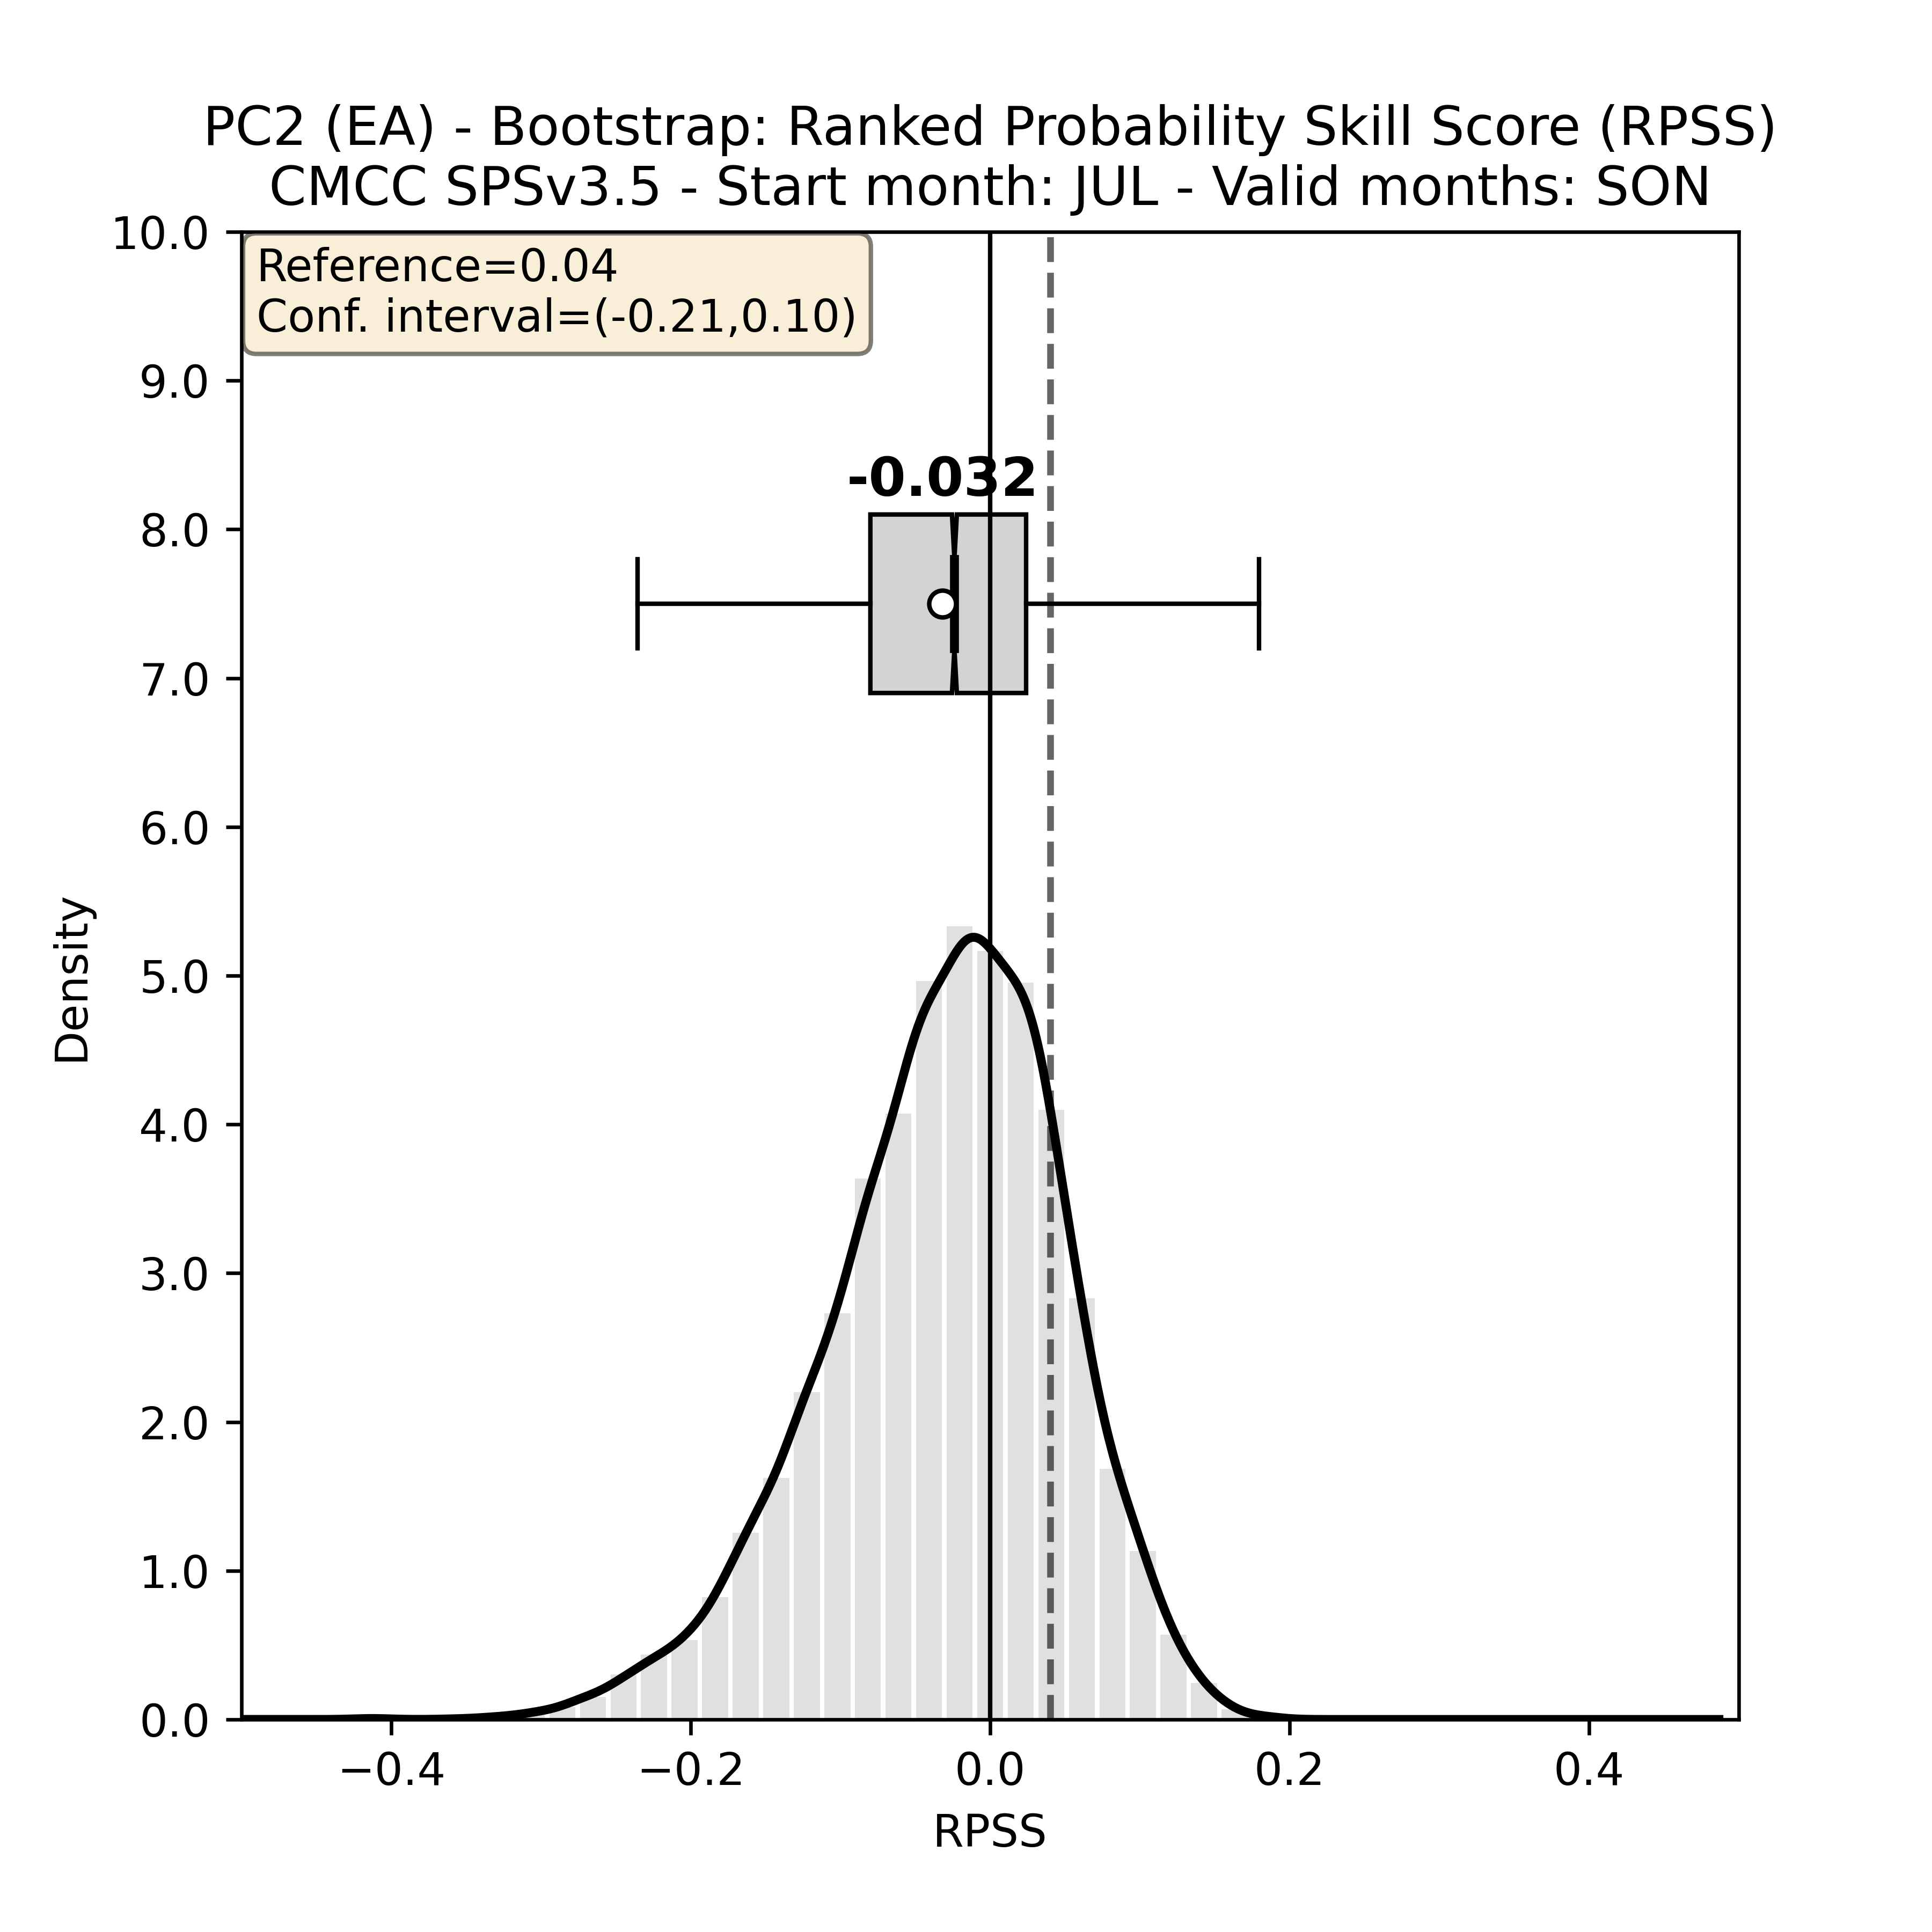 PC2 (EA) - Bootstrap: Ranked Probability Skill Score (RPSS)
CMCC SPSv3.5 - Start month: JUL - Valid months: SON
Reference=0.04
Conf. interval=(-0.21,0.10)
-0.032
10.0
9.0
8.0
7.0
6.0
5.0
4.0
3.0
2.0
1.0
0.0
Density
−0.4
−0.2
0.0
0.2
0.4
RPSS